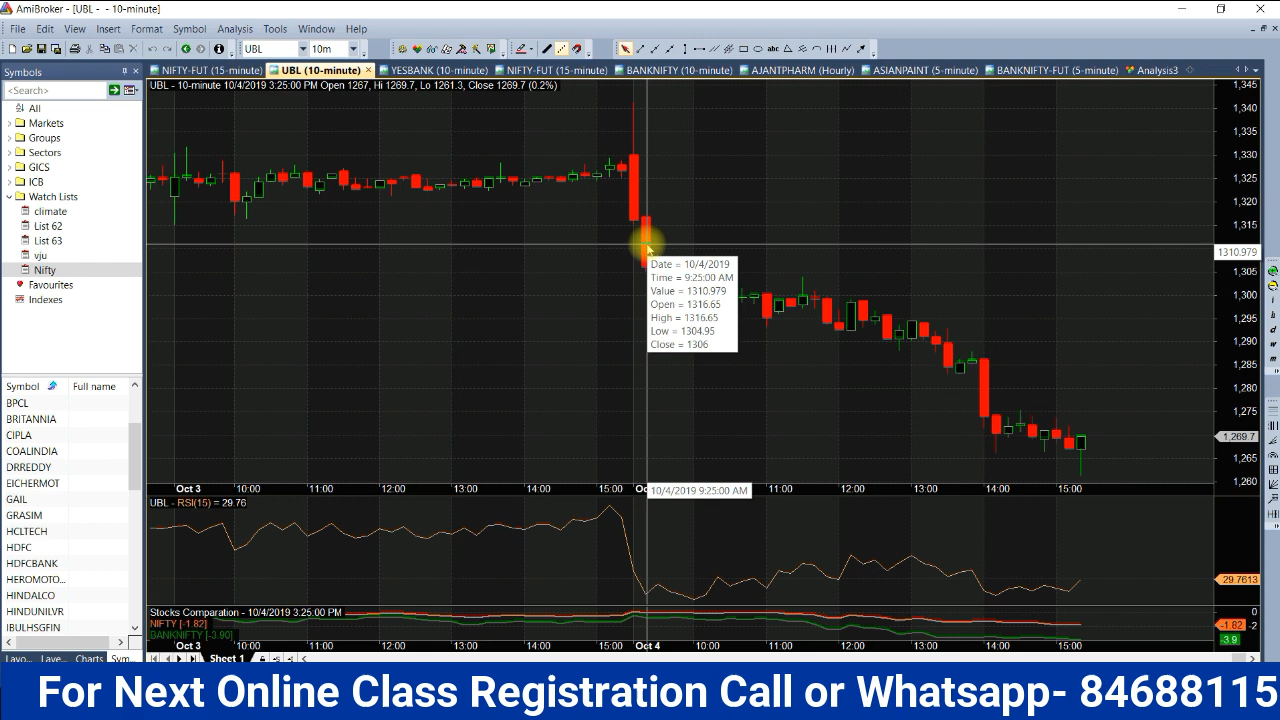 AmiBroker - [UBL - - 10-minute]
File Edit View Insert Format Symbol Analysis Tools Window Help
UBL 10m abc
Symbols
NIFTY-FUT (15-minute) UBL (10-minute) YESBANK (10-minute) NIFTY-FUT (15-minute) BANKNIFTY (10-minute) AJANTPHARM (Hourly) ASIANPAINT (5-minute) BANKNIFTY-FUT (5-minute) Analysis3
<Search>
All
Markets
Groups
Sectors
GICS
ICB
Watch Lists
climate
List 62
List 63
vju
Nifty
Favourites
Indexes
Symbol Full name
BPCL
BRITANNIA
CIPLA
COALINDIA
DRREDDY
EICHERMOT
GAIL
GRASIM
HCLTECH
HDFC
HDFCBANK
HEROMOTO...
HINDALCO
HINDUNILVR
IBULHSGFIN
Layo... Laye... Charts Sym...
UBL - 10-minute 10/4/2019 3:25:00 PM Open 1267, Hi 1269.7, Lo 1261.3, Close 1269.7 (0.2%)
1,345
1,340
1,335
1,330
1,325
1,320
1,315
1310.979
1,305
1,300
1,295
1,290
1,285
1,280
1,275
1,269.7
1,265
1,260
Date = 10/4/2019
Time = 9:25:00 AM
Value = 1310.979
Open = 1316.65
High = 1316.65
Low = 1304.95
Close = 1306
Oct 3 10:00 11:00 12:00 13:00 14:00 15:00 10/4/2019 9:25:00 AM 11:00 12:00 13:00 14:00 15:00
UBL - RSI(15) = 29.76
29.7613
Stocks Comparation - 10/4/2019 3:25:00 PM
NIFTY [-1.82]
BANKNIFTY [-3.90]
0
-1.82
-2
-3.9
Oct 3 10:00 11:00 12:00 13:00 14:00 15:00 Oct 4 10:00 11:00 12:00 13:00 14:00 15:00
Sheet 1
For Next Online Class Registration Call or Whatsapp- 84688115